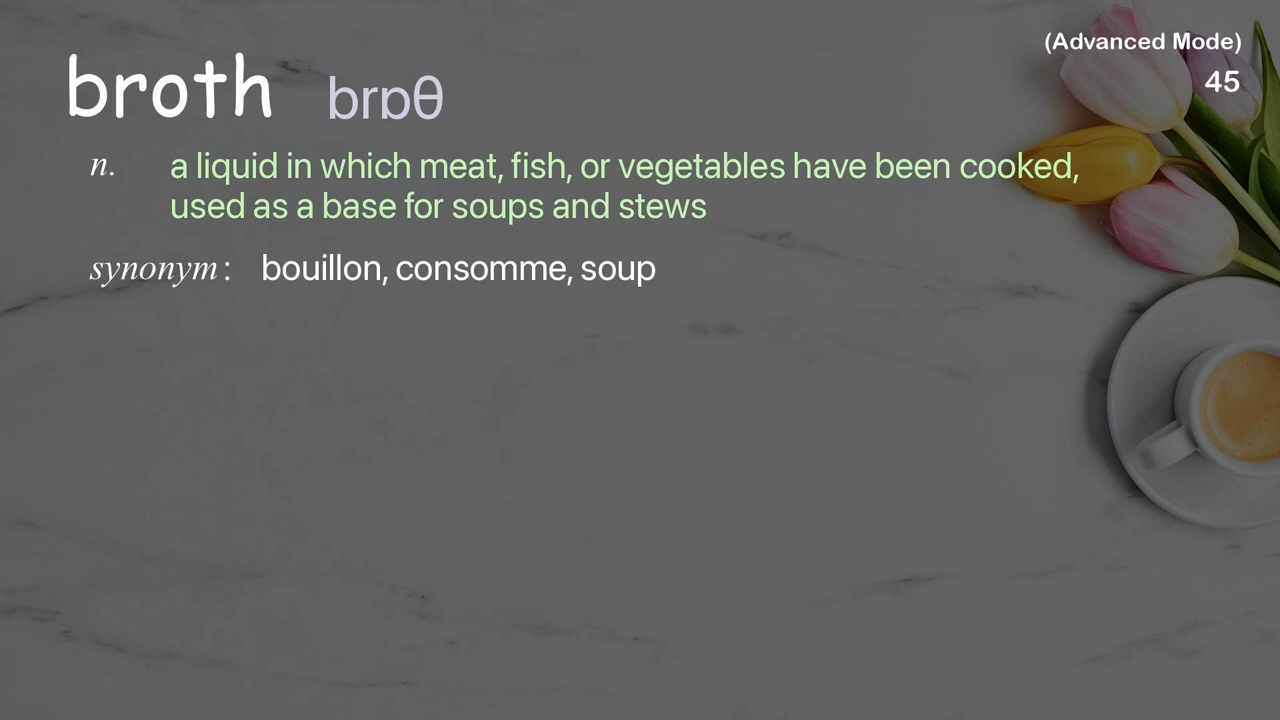 (Advanced Mode)
45
broth brɒθ
n. a liquid in which meat, fish, or vegetables have been cooked,
used as a base for soups and stews
synonym: bouillon, consomme, soup